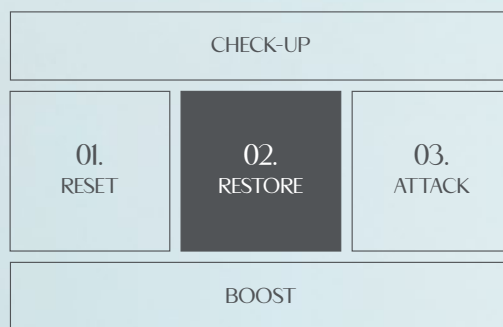 CHECK-UP
01.
RESET
02.
RESTORE
03.
ATTACK
BOOST